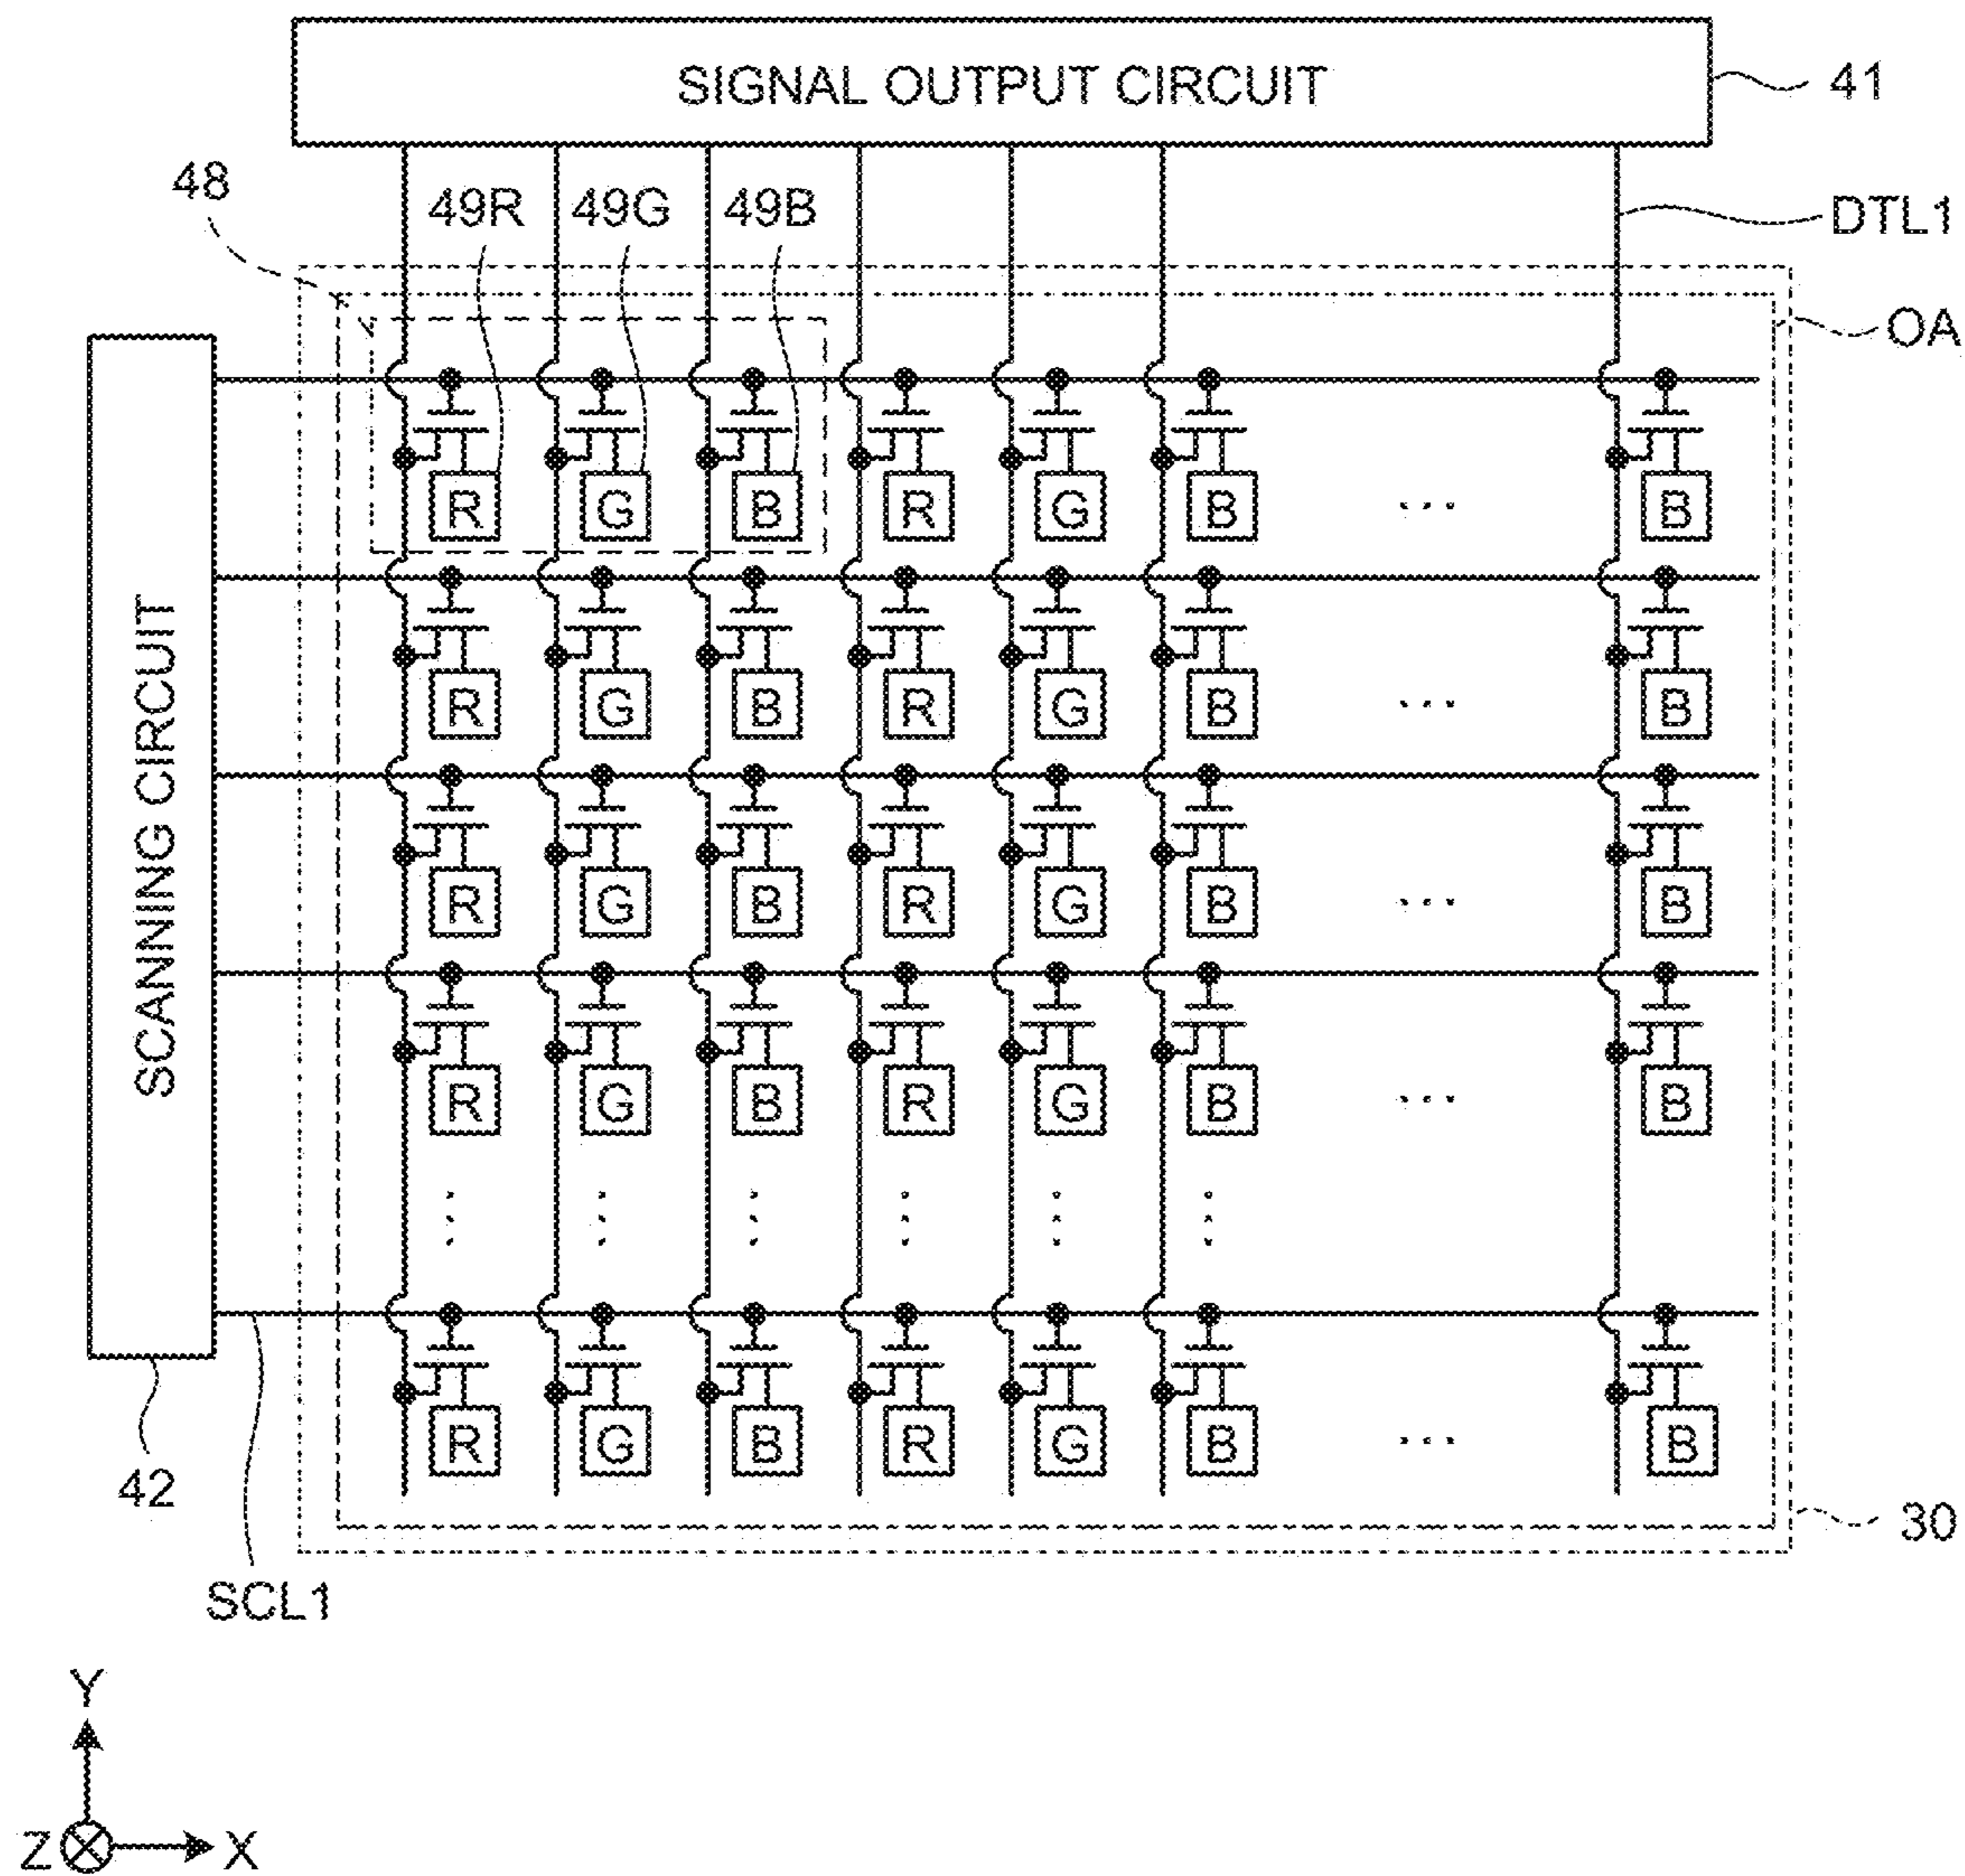 SIGNAL OUTPUT CIRCUIT
41
48
49R 49G 49B
DTL1
OA
R G B R G B ... B
R G B R G B ... B
SCANNING CIRCUIT
R G B R G B ... B
R G B R G B ... B
R G B R G B ... B
42
30
SCL1
Y
Z X